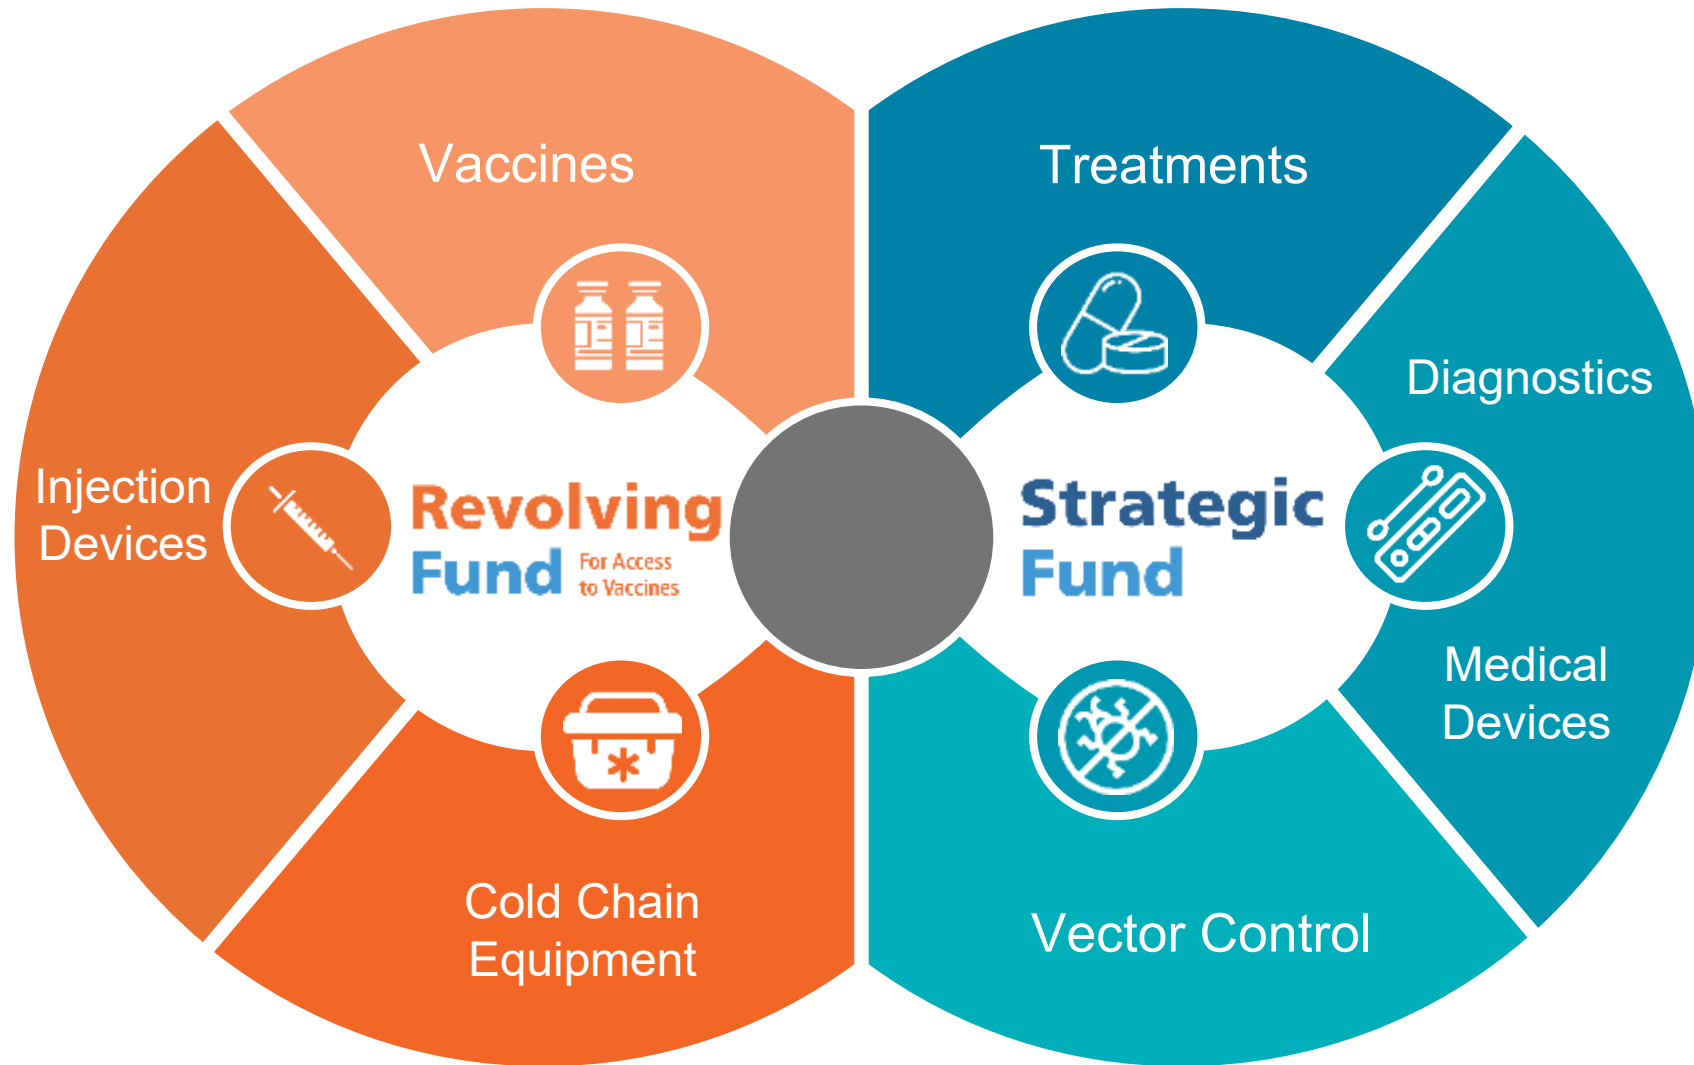 Vaccines
Treatments
Diagnostics
Injection
Devices
Revolving
Fund
For Access
to Vaccines
Strategic
Fund
Medical
Devices
Cold Chain
Equipment
Vector Control